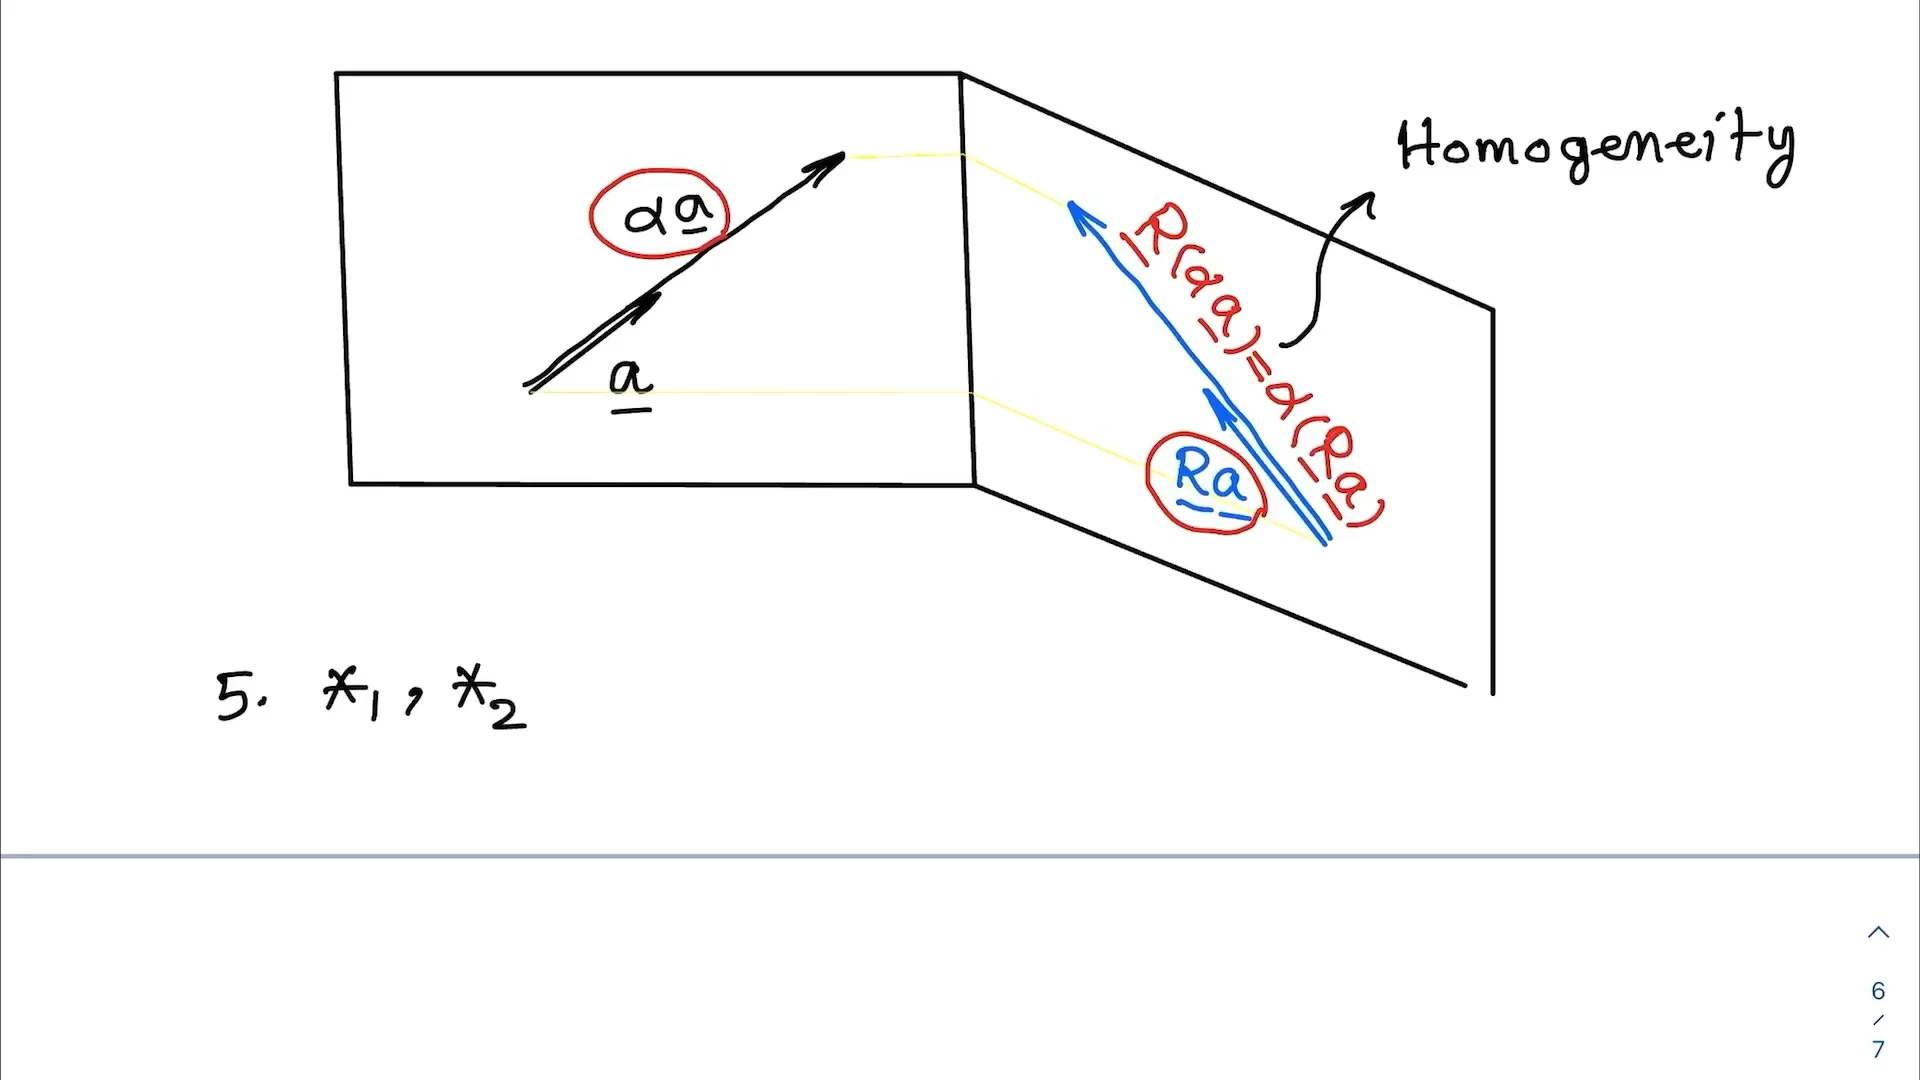 Homogeneity
αa
R(αa)=α(Ra)
a
Ra
5. *1, *2
6
/
7